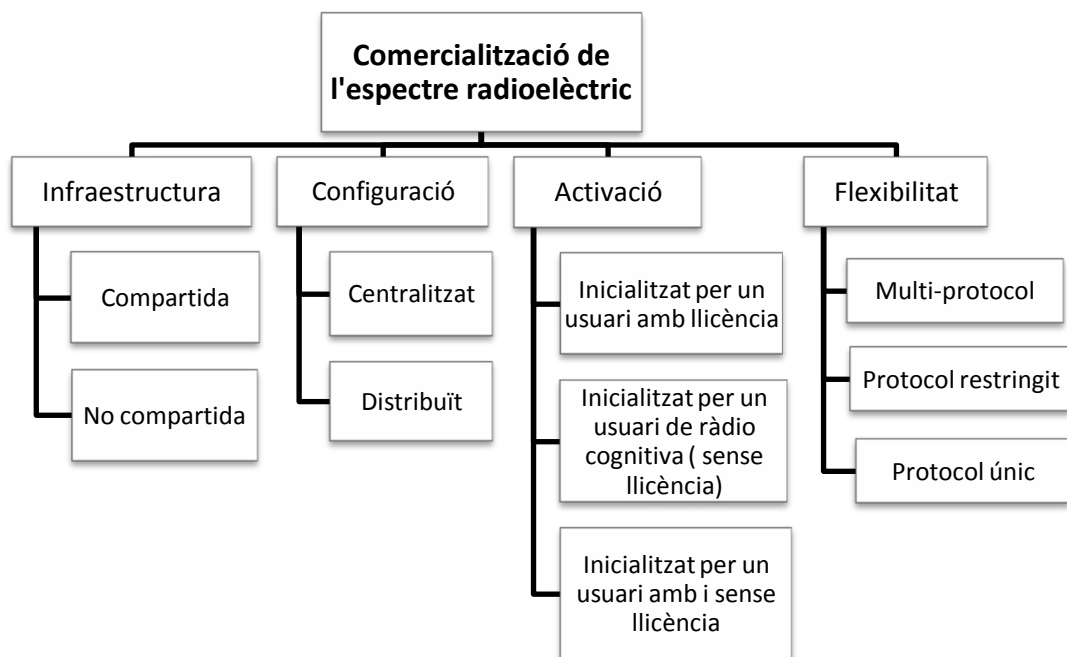 Comercialització de
l'espectre radioelèctric
Infraestructura
Compartida
No compartida
Configuració
Centralitzat
Distribuït
Activació
Inicialitzat per un
usuari amb llicència
Inicialitzat per un
usuari de ràdio
cognitiva ( sense
llicència)
Inicialitzat per un
usuari amb i sense
llicència
Flexibilitat
Multi-protocol
Protocol restringit
Protocol únic